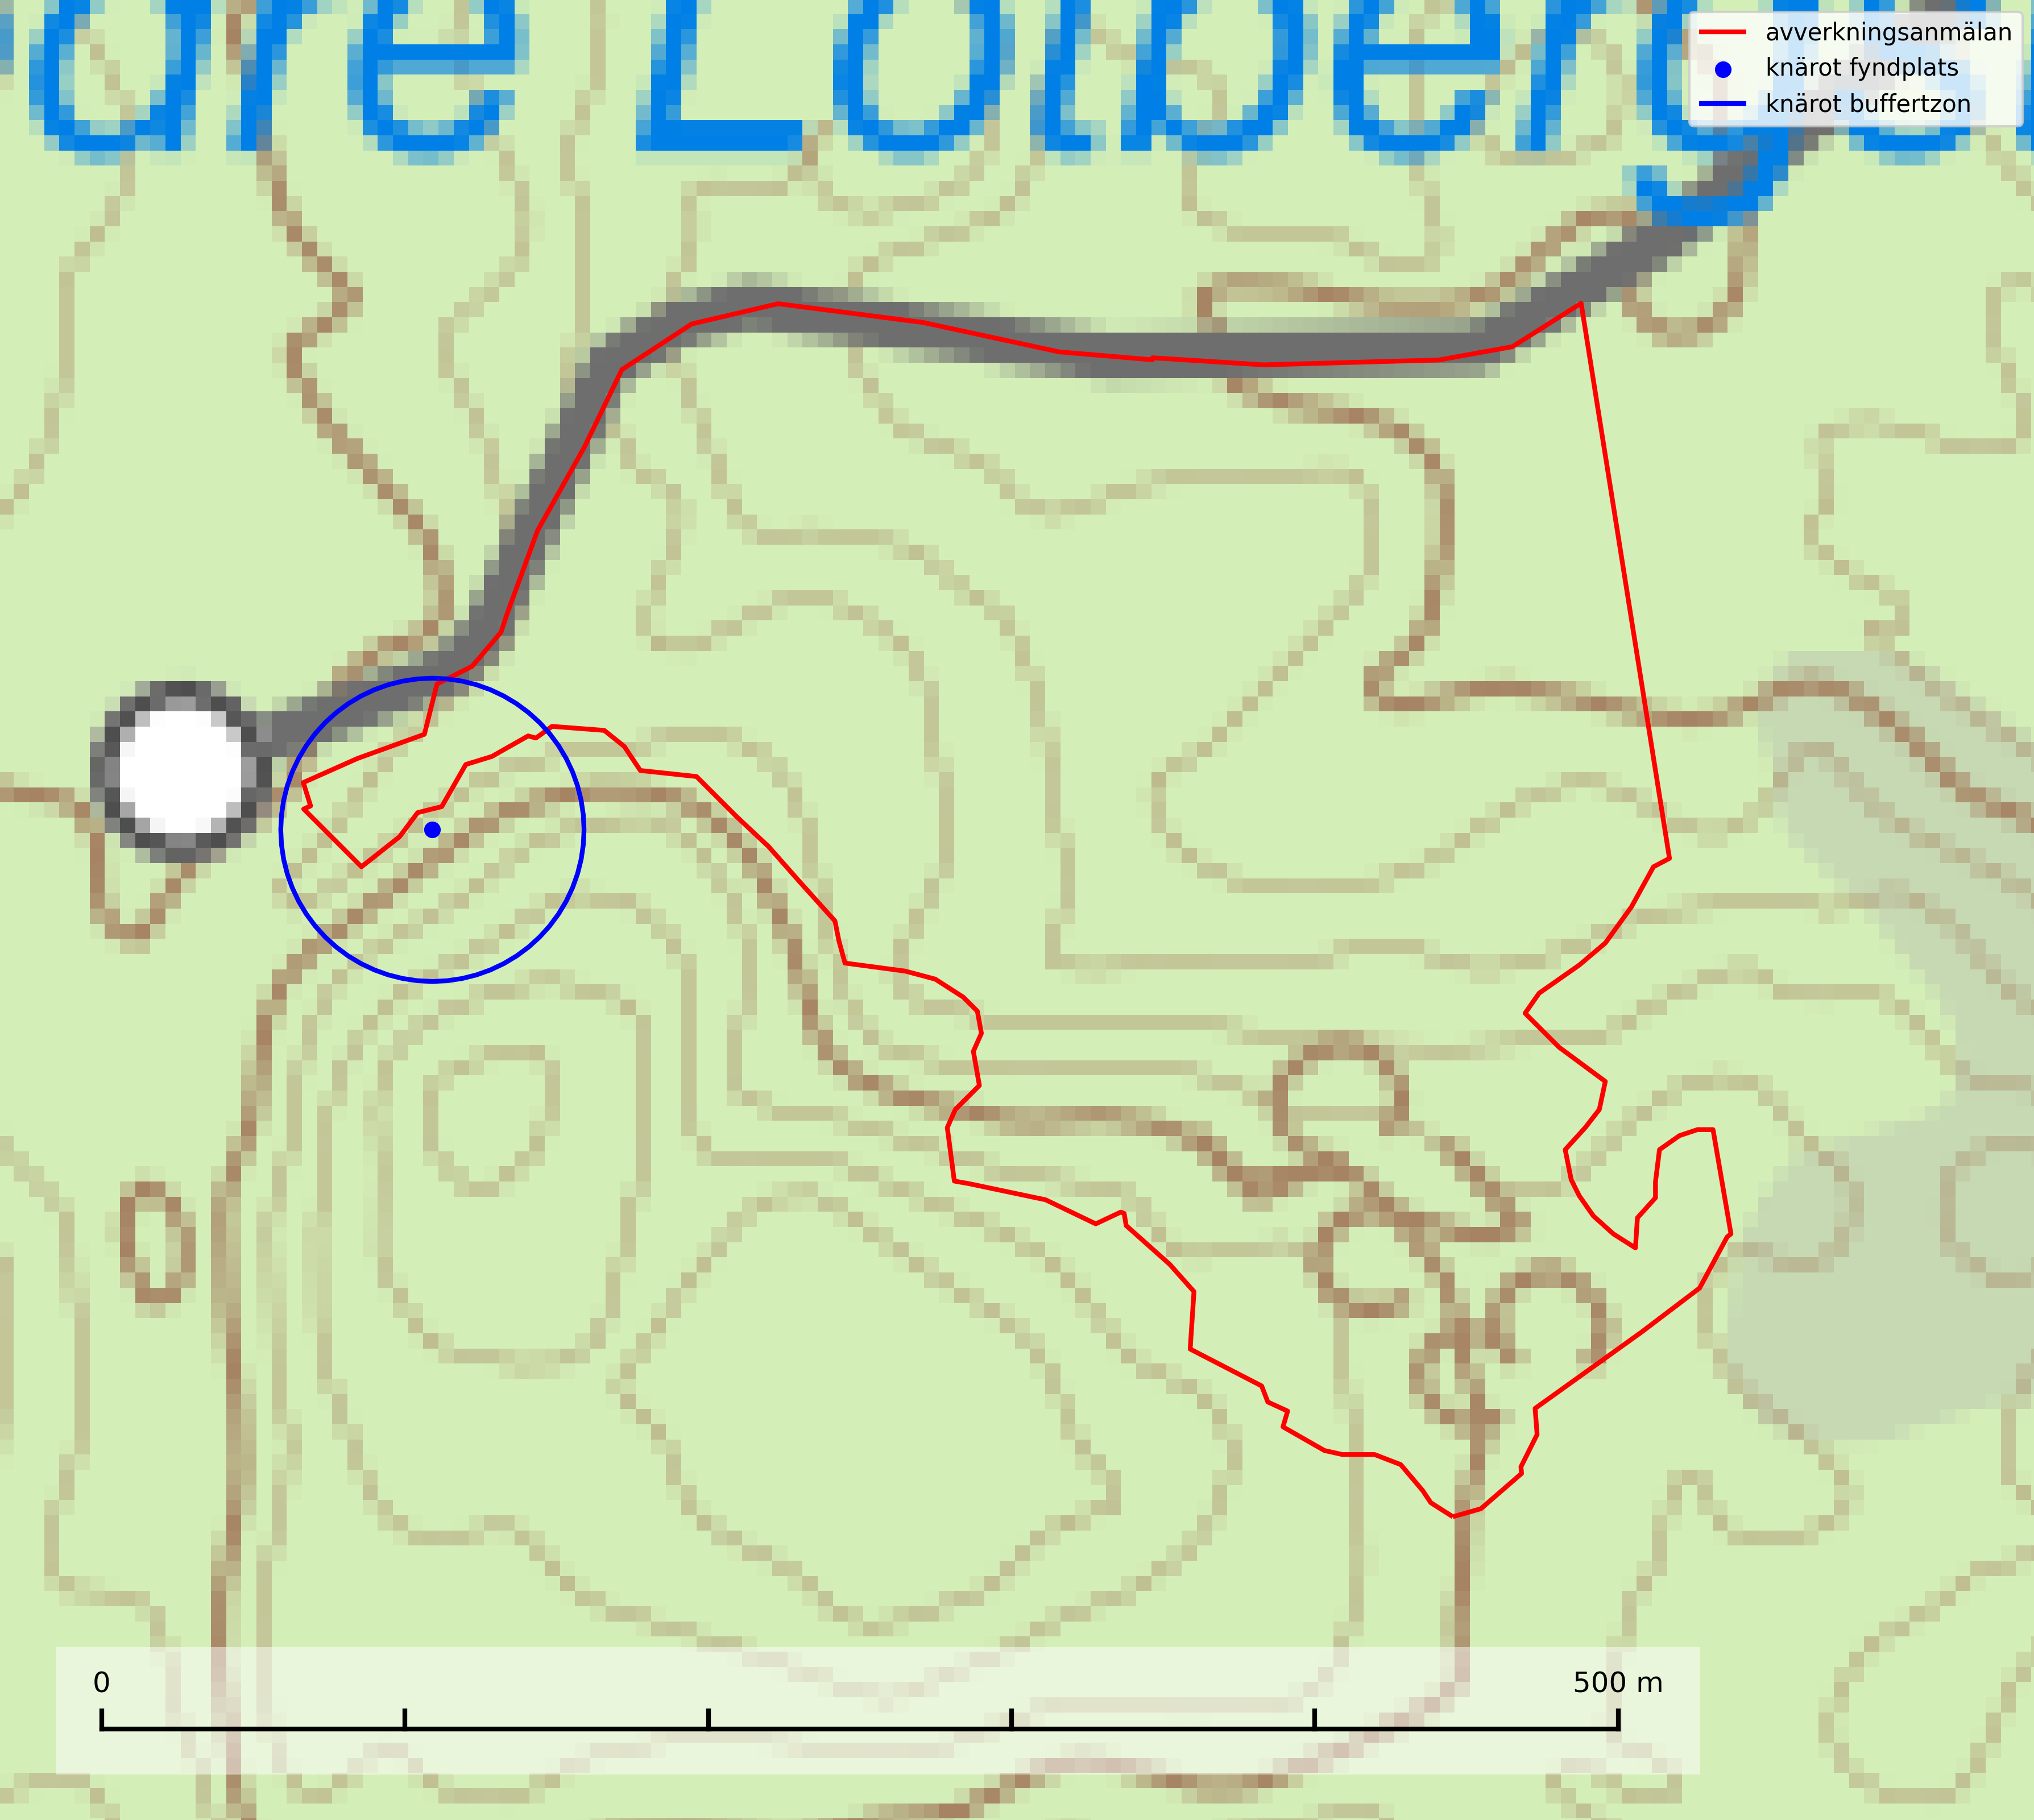 avverkningsanmälan
knärot fyndplats
knärot buffertzon
0
500 m